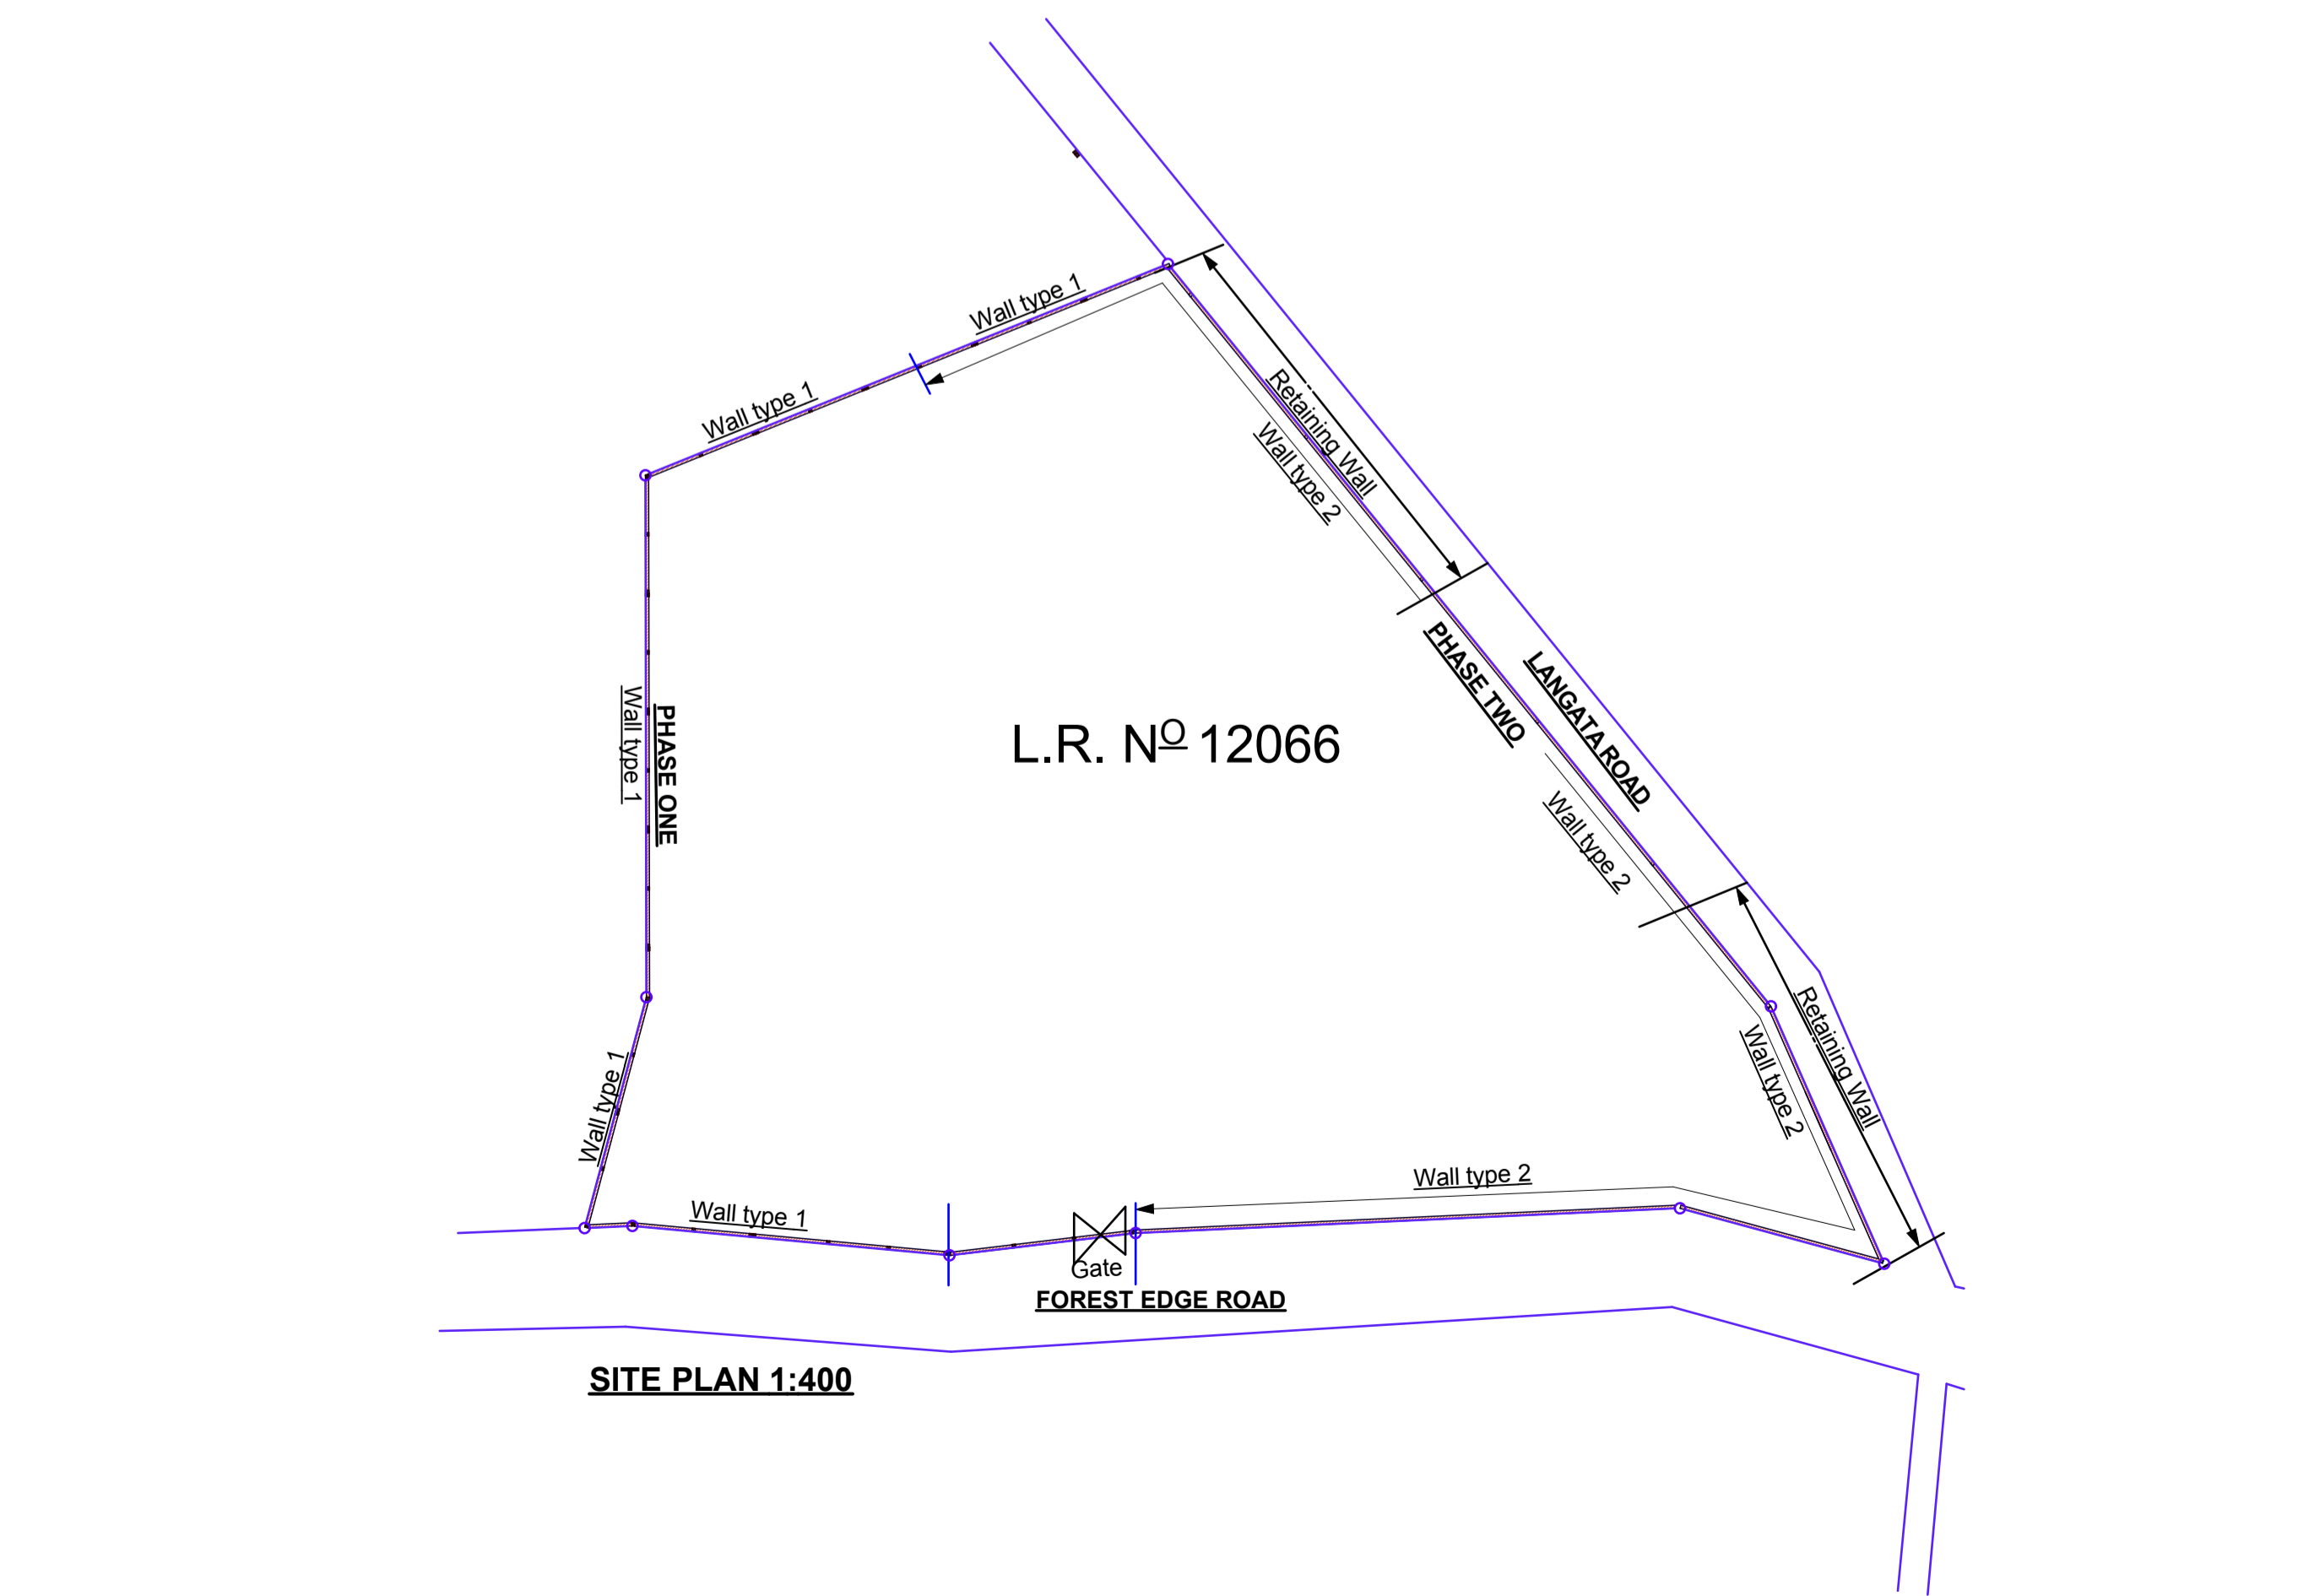 Wall type 1
Wall type 1
Retaining Wall
Wall type 2
PHASE TWO
LANGATA ROAD
Wall type 1
PHASE ONE
L.R. Nº 12066
Wall type 2
Retaining Wall
Wall type 2
Wall type 1
Wall type 1
Wall type 2
Gate
FOREST EDGE ROAD
SITE PLAN 1:400